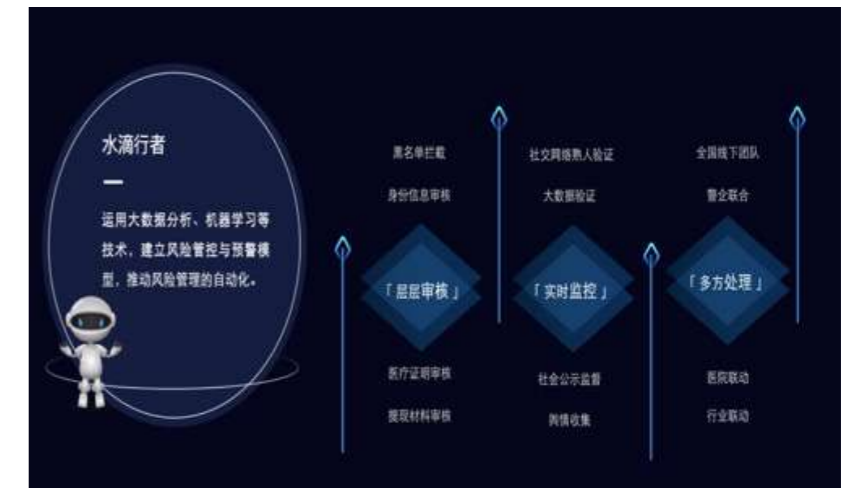 水滴行者
运用大数据分析、机器学习等
技术，建立风险管控与预警模
型，推动风险管理的自动化。
黑名单拦截
身份信息审核
「层层审核」
医疗证明审核
提现材料审核
社交网络熟人验证
大数据验证
「实时监控」
社会公示监督
舆情收集
全国线下团队
警企联合
「多方处理」
医院联动
行业联动